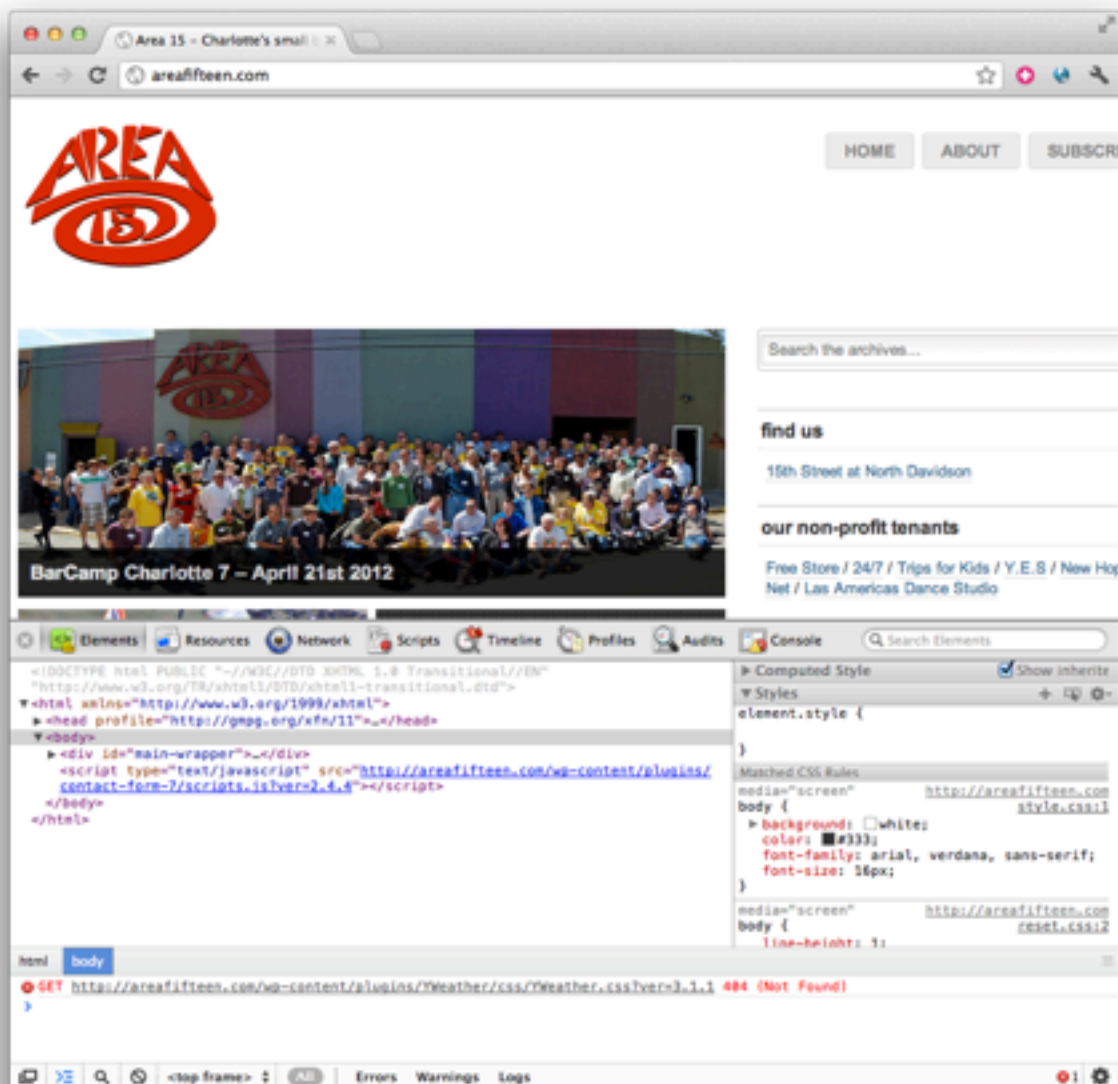 Area 15 – Charlotte's small b
areafifteen.com
AREA
15
HOME ABOUT SUBSCRI
AREA
15
BarCamp Charlotte 7 – April 21st 2012
Search the archives...
find us
15th Street at North Davidson
our non-profit tenants
Free Store / 24/7 / Trips for Kids / Y.E.S / New Hop
Net / Las Americas Dance Studio
Elements Resources Network Scripts Timeline Profiles Audits Console Search Elements
<!DOCTYPE html PUBLIC "-//W3C//DTD XHTML 1.0 Transitional//EN"
"http://www.w3.org/TR/xhtml1/DTD/xhtml1-transitional.dtd">
<html xmlns="http://www.w3.org/1999/xhtml">
<head profile="http://gmpg.org/xfn/11">…</head>
<body>
<div id="main-wrapper">…</div>
<script type="text/javascript" src="http://areafifteen.com/wp-content/plugins/
contact-form-7/scripts.js?ver=2.4.4"></script>
</body>
</html>
Computed Style Show inherite
Styles
element.style {
}
Matched CSS Rules
media="screen" http://areafifteen.com
body { style.css:1
background: white;
color: #333;
font-family: arial, verdana, sans-serif;
font-size: 16px;
}
media="screen" http://areafifteen.com
body { reset.css:2
line-height: 1;
html body
GET http://areafifteen.com/wp-content/plugins/YWeather/css/YWeather.css?ver=3.1.1 404 (Not Found)
<top frame> All Errors Warnings Logs 1